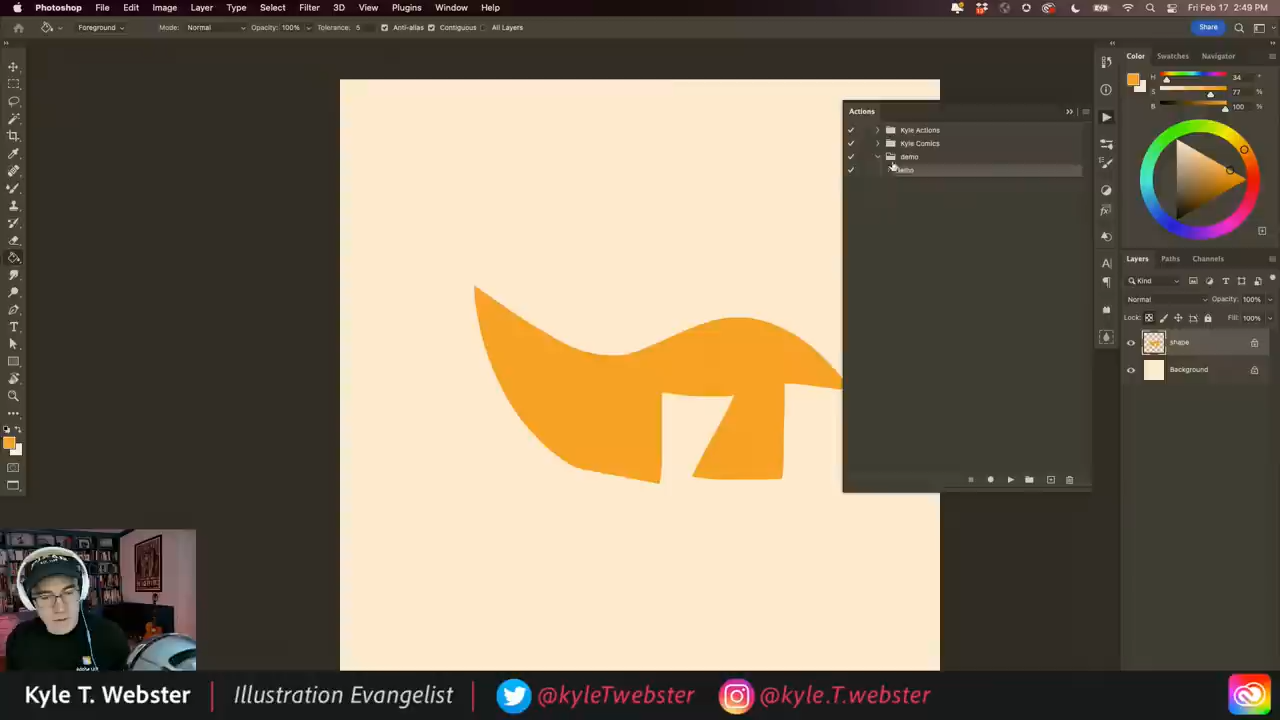 Photoshop File Edit Image Layer Type Select Filter 3D View Plugins Window Help Fri Feb 17 2:49 PM
Foreground Mode: Normal Opacity: 100% Tolerance: 5 Anti-alias Contiguous All Layers Share
Color Swatches Navigator
H 34 °
S 77 %
B 100 %
Actions
Kyle Actions
Kyle Comics
demo
Layers Paths Channels
Kind
Normal Opacity: 100%
Lock: Fill: 100%
shape
Background
Kyle T. Webster | Illustration Evangelist | @kyleTwebster @kyle.T.webster